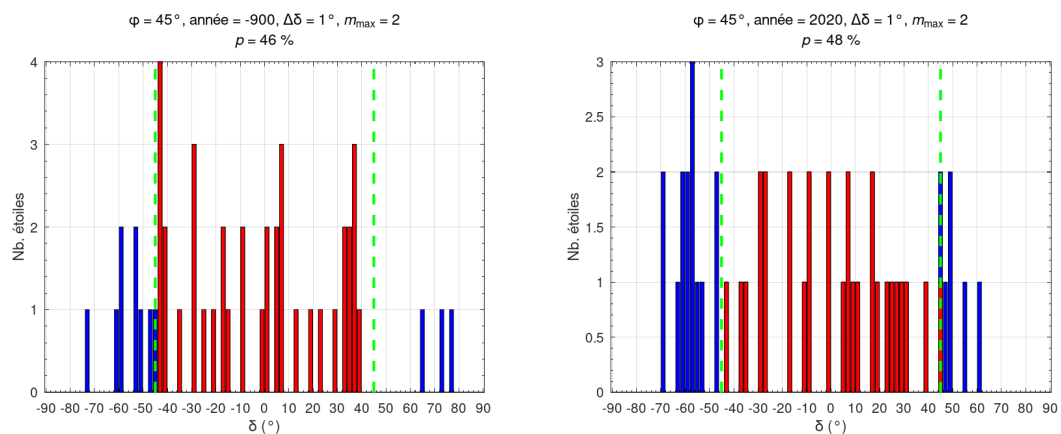 φ = 45°, année = -900, Δδ = 1°, mmax = 2
p = 46 %
4
3
2
1
0
Nb. étoiles
-90 -80 -70 -60 -50 -40 -30 -20 -10 0 10 20 30 40 50 60 70 80 90
δ (°)
φ = 45°, année = 2020, Δδ = 1°, mmax = 2
p = 48 %
3
2.5
2
1.5
1
0.5
0
Nb. étoiles
-90 -80 -70 -60 -50 -40 -30 -20 -10 0 10 20 30 40 50 60 70 80 90
δ (°)